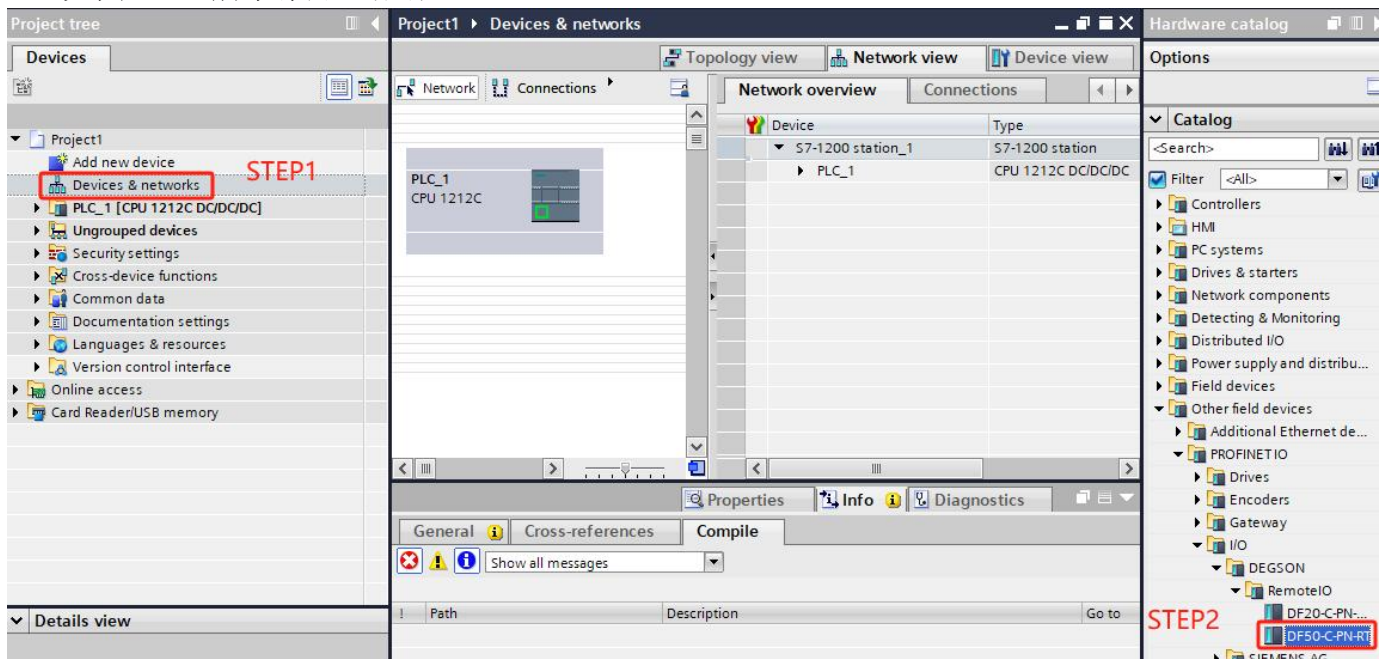 Project tree
Devices
Project1
Add new device
Devices & networks
STEP1
PLC_1 [CPU 1212C DC/DC/DC]
Ungrouped devices
Security settings
Cross-device functions
Common data
Documentation settings
Languages & resources
Version control interface
Online access
Card Reader/USB memory
Details view
Project1 ▸ Devices & networks
Topology view
Network view
Device view
Network
Connections
PLC_1
CPU 1212C
Network overview
Connections
Device
Type
S7-1200 station_1
S7-1200 station
PLC_1
CPU 1212C DC/DC/DC
Properties
Info
Diagnostics
General
Cross-references
Compile
Show all messages
!
Path
Description
Go to
Hardware catalog
Options
Catalog
<Search>
Filter
<All>
Controllers
HMI
PC systems
Drives & starters
Network components
Detecting & Monitoring
Distributed I/O
Power supply and distribu...
Field devices
Other field devices
Additional Ethernet de...
PROFINET IO
Drives
Encoders
Gateway
I/O
DEGSON
RemoteIO
DF20-C-PN-...
STEP2
DF50-C-PN-RT
SIEMENS AG